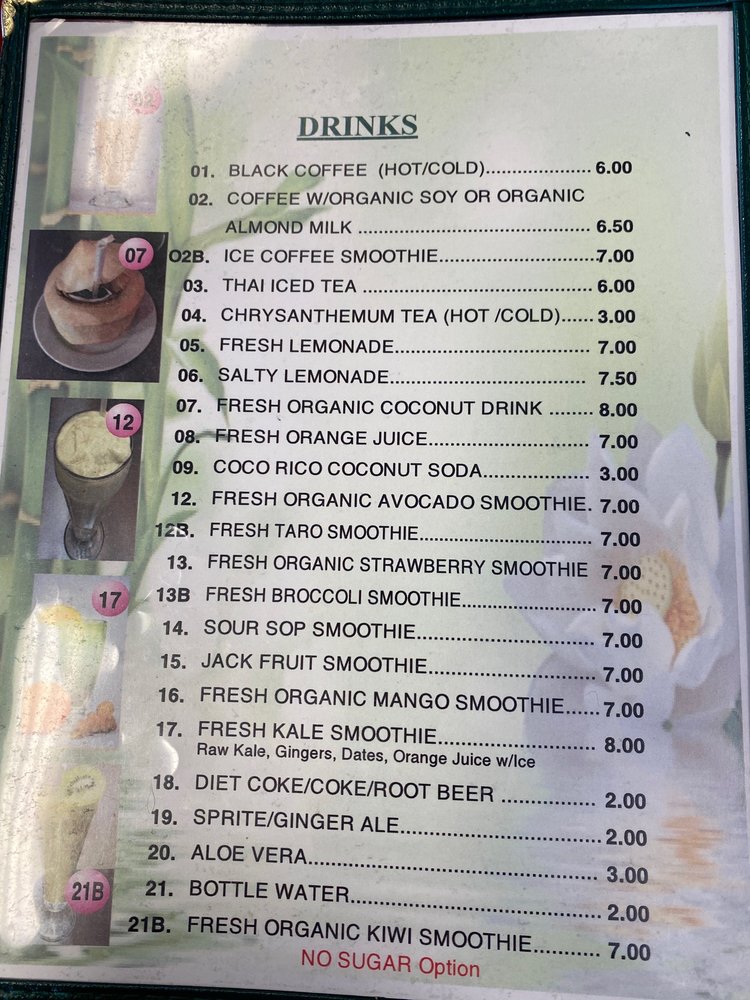 DRINKS
01. BLACK COFFEE (HOT/COLD).................... 6.00
02. COFFEE W/ORGANIC SOY OR ORGANIC
ALMOND MILK ............................................ 6.50
O2B. ICE COFFEE SMOOTHIE.............................7.00
03. THAI ICED TEA ........................................... 6.00
04. CHRYSANTHEMUM TEA (HOT /COLD)...... 3.00
05. FRESH LEMONADE..................................... 7.00
06. SALTY LEMONADE..................................... 7.50
07. FRESH ORGANIC COCONUT DRINK ........ 8.00
08. FRESH ORANGE JUICE.............................. 7.00
09. COCO RICO COCONUT SODA.................... 3.00
12. FRESH ORGANIC AVOCADO SMOOTHIE. 7.00
12B. FRESH TARO SMOOTHIE................................ 7.00
13. FRESH ORGANIC STRAWBERRY SMOOTHIE 7.00
13B FRESH BROCCOLI SMOOTHIE......................... 7.00
14. SOUR SOP SMOOTHIE................................. 7.00
15. JACK FRUIT SMOOTHIE.............................. 7.00
16. FRESH ORGANIC MANGO SMOOTHIE......7.00
17. FRESH KALE SMOOTHIE............................ 8.00
Raw Kale, Gingers, Dates, Orange Juice w/Ice
18. DIET COKE/COKE/ROOT BEER ................. 2.00
19. SPRITE/GINGER ALE....................................2.00
20. ALOE VERA.................................................. 3.00
21. BOTTLE WATER........................................... 2.00
21B. FRESH ORGANIC KIWI SMOOTHIE............ 7.00
NO SUGAR Option
02
07
12
17
21B